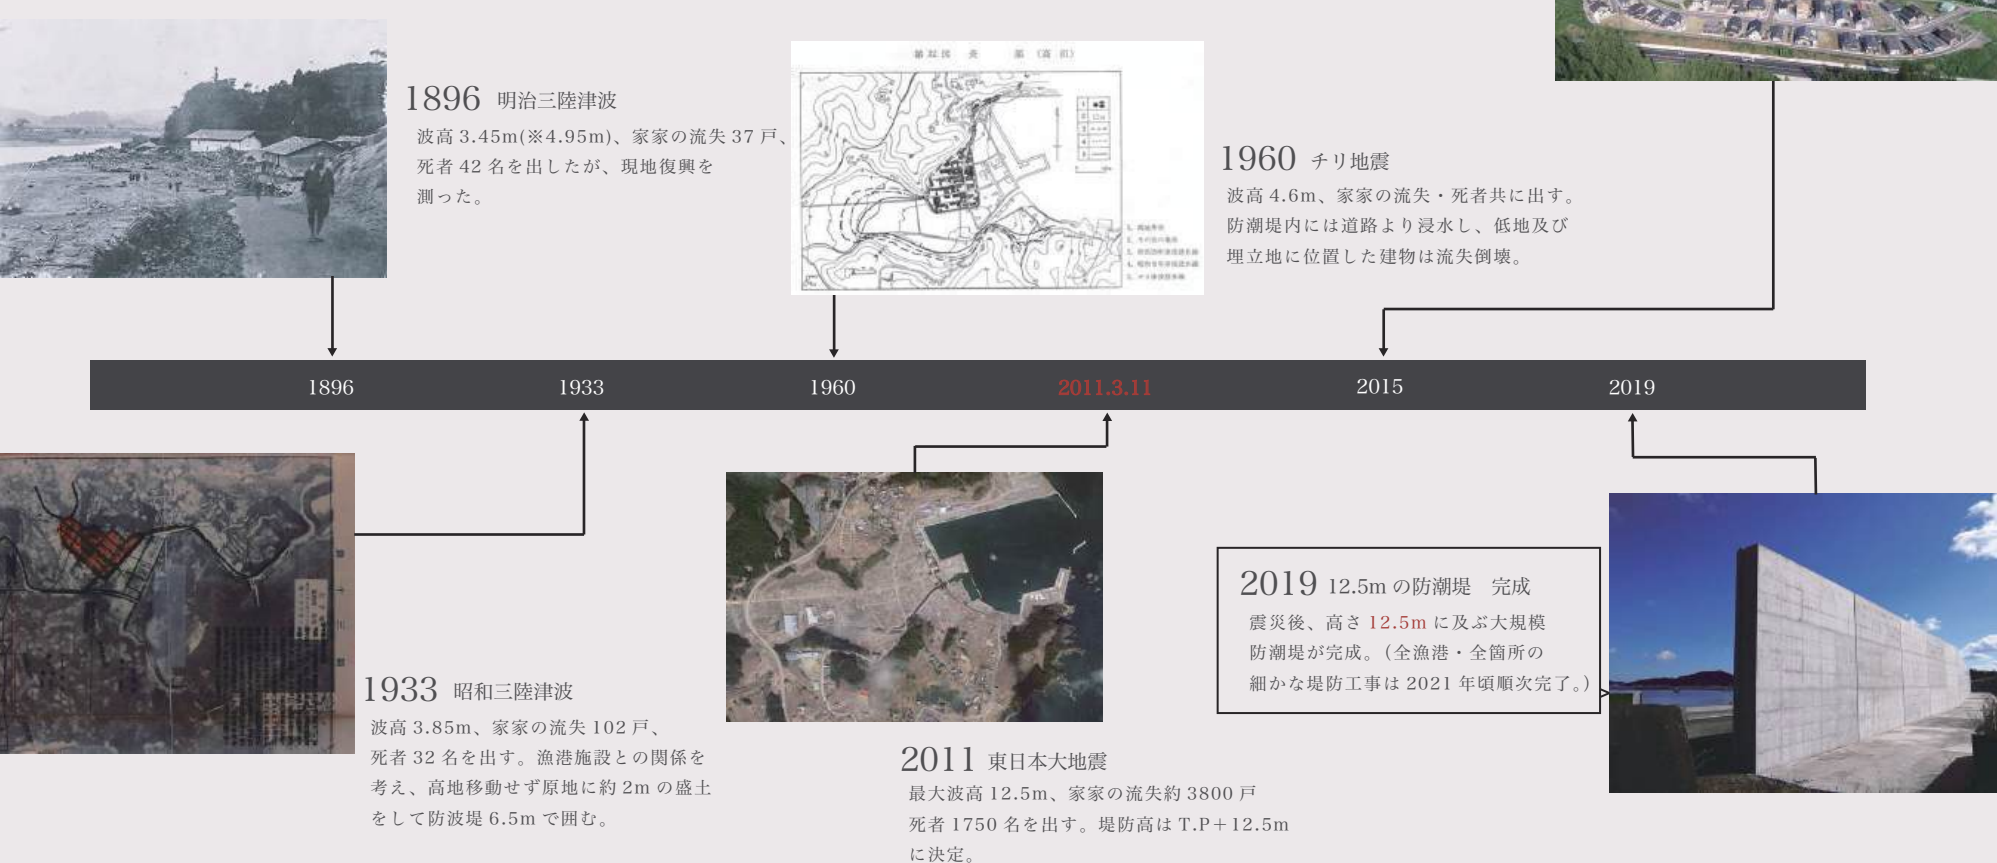 1896 明治三陸津波
波高 3.45m(※4.95m)、家家の流失 37 戸、
死者 42 名を出したが、現地復興を
測った。
1960 チリ地震
波高 4.6m、家家の流失・死者共に出す。
防潮堤内には道路より浸水し、低地及び
埋立地に位置した建物は流失倒壊。
1896
1933
1960
2011.3.11
2015
2019
1933 昭和三陸津波
波高 3.85m、家家の流失 102 戸、
死者 32 名を出す。漁港施設との関係を
考え、高地移動せず原地に約 2m の盛土
をして防波堤 6.5m で囲む。
2011 東日本大地震
最大波高 12.5m、家家の流失約 3800 戸
死者 1750 名を出す。堤防高は T.P＋12.5m
に決定。
2019 12.5m の防潮堤　完成
震災後、高さ 12.5m に及ぶ大規模
防潮堤が完成。（全漁港・全箇所の
細かな堤防工事は 2021 年頃順次完了。）